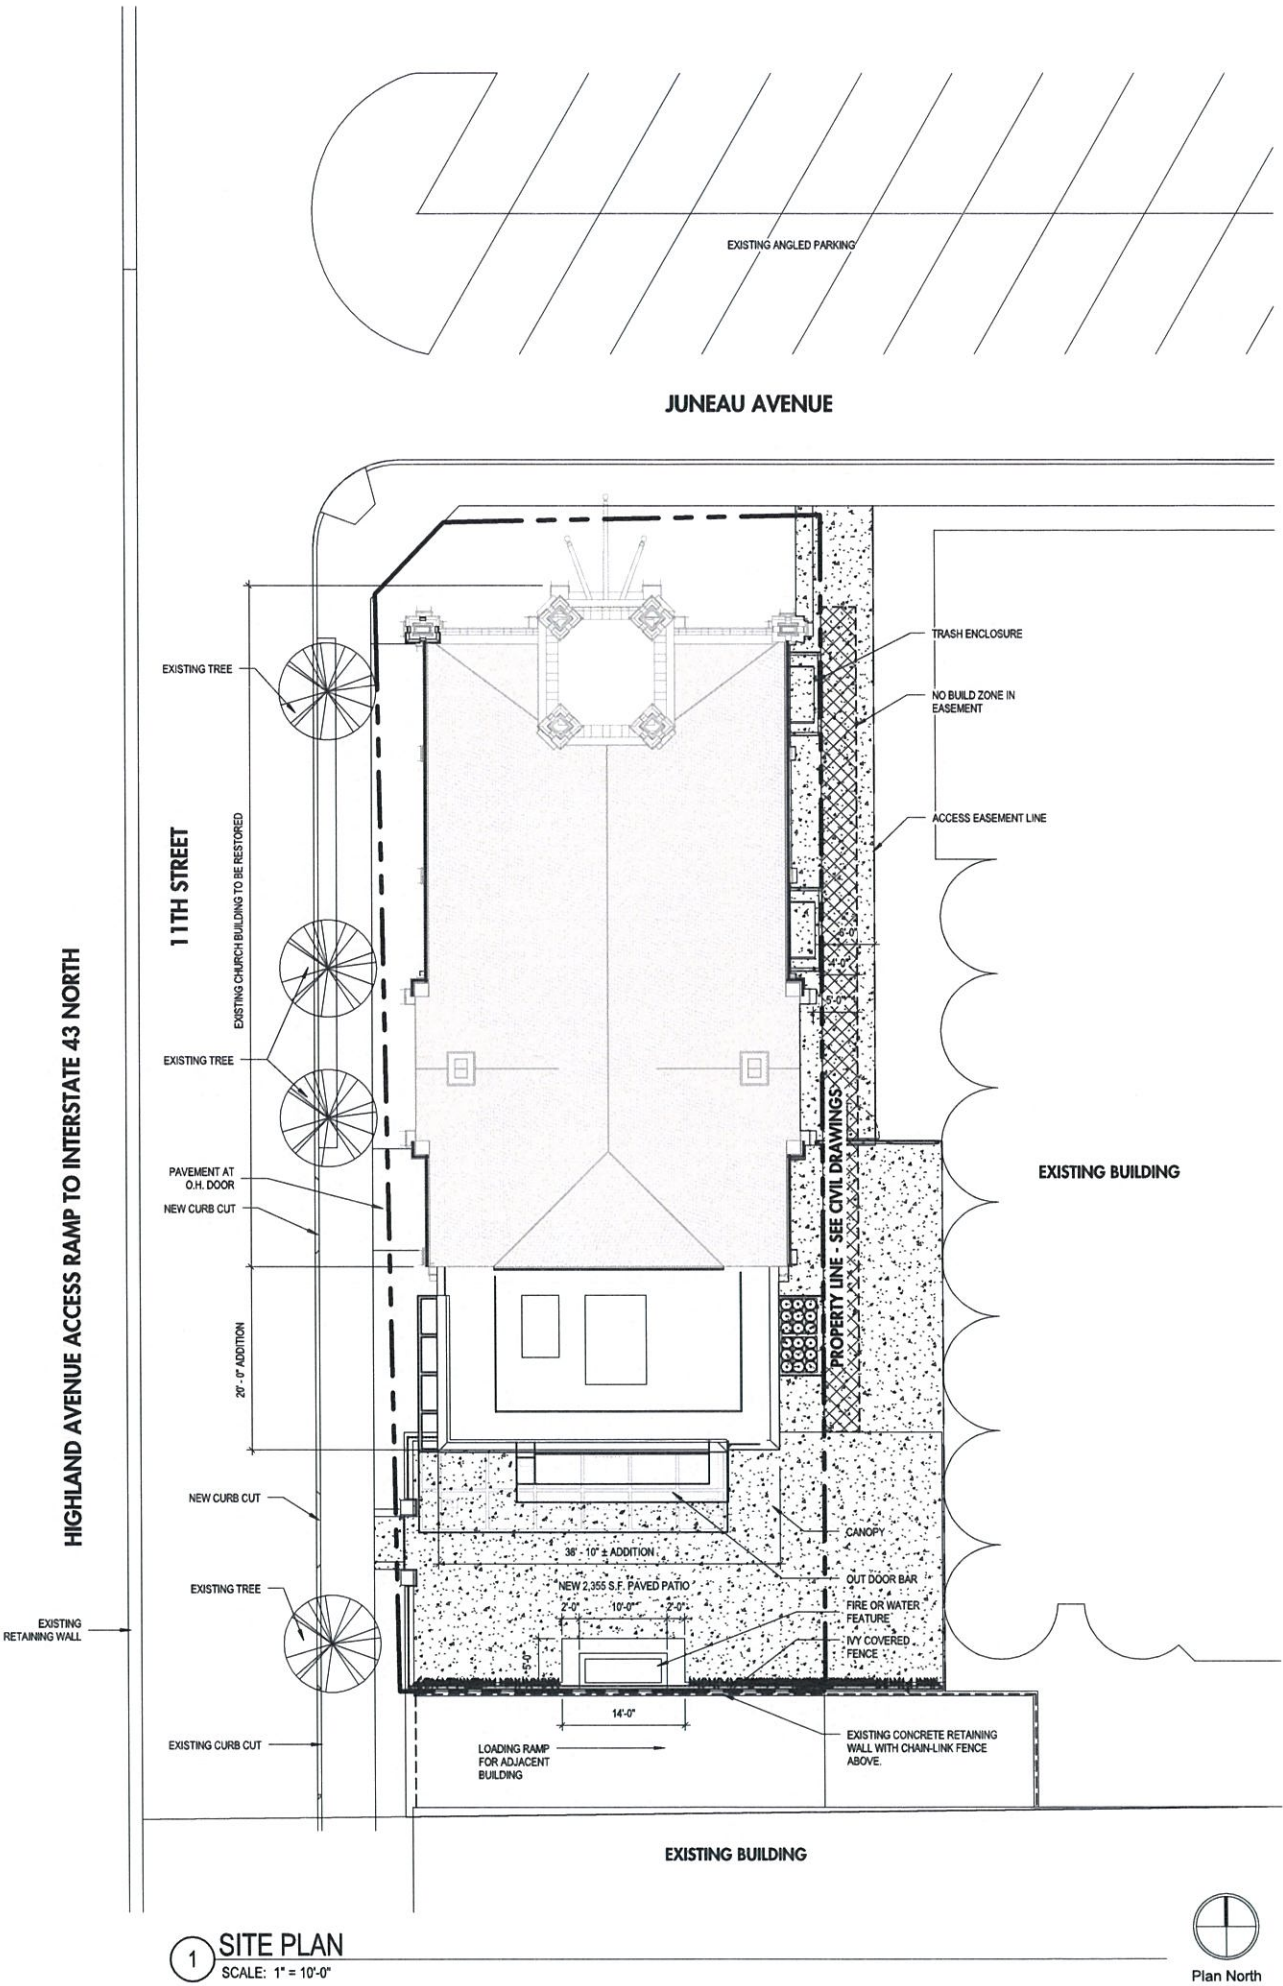 EXISTING ANGLED PARKING
JUNEAU AVENUE
TRASH ENCLOSURE
EXISTING TREE
NO BUILD ZONE IN
EASEMENT
ACCESS EASEMENT LINE
11TH STREET
EXISTING CHURCH BUILDING TO BE RESTORED
HIGHLAND AVENUE ACCESS RAMP TO INTERSTATE 43 NORTH
6'-0"
4'-0"
5'-0"
EXISTING TREE
PROPERTY LINE - SEE CIVIL DRAWINGS
EXISTING BUILDING
PAVEMENT AT
O.H. DOOR
NEW CURB CUT
20'-0" ADDITION
NEW CURB CUT
CANOPY
38'-10" ± ADDITION
OUT DOOR BAR
NEW 2,355 S.F. PAVED PATIO
EXISTING TREE
2'-0"
10'-0"
2'-0"
FIRE OR WATER
FEATURE
EXISTING
RETAINING WALL
IVY COVERED
FENCE
5'-0"
14'-0"
EXISTING CURB CUT
LOADING RAMP
FOR ADJACENT
BUILDING
EXISTING CONCRETE RETAINING
WALL WITH CHAIN-LINK FENCE
ABOVE.
EXISTING BUILDING
1
SITE PLAN
SCALE: 1" = 10'-0"
Plan North